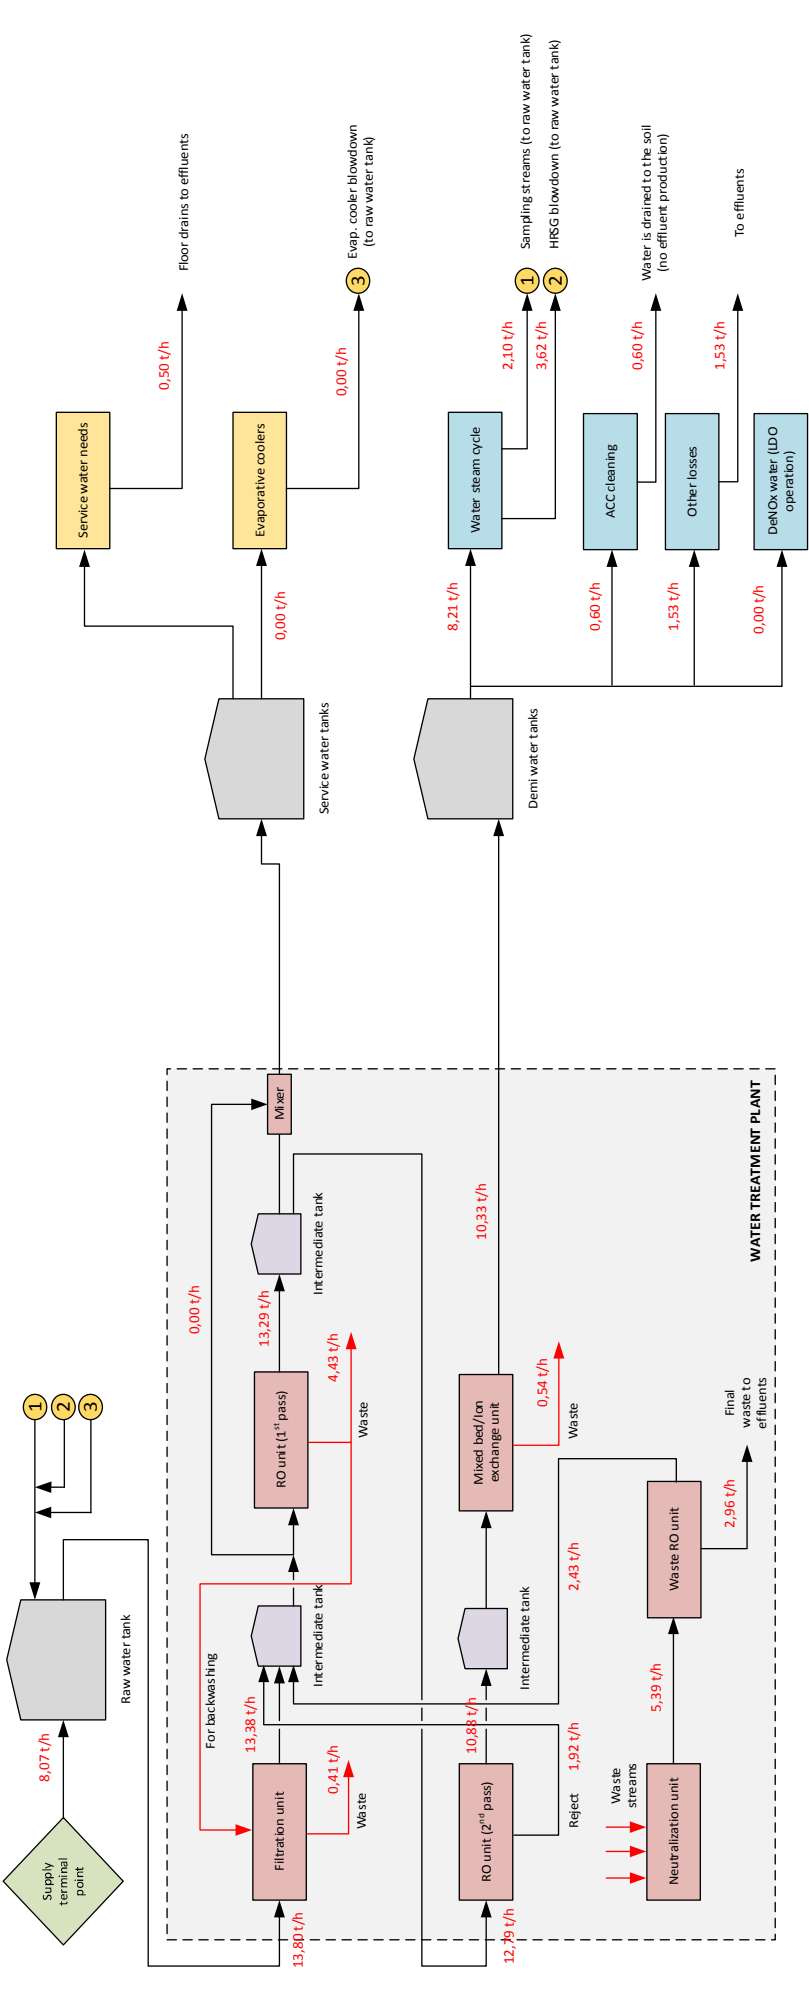 Supply
terminal
point
8,07 t/h
Raw water tank
1
2
3
13,80 t/h
Filtration unit
For backwashing
0,41 t/h
Waste
13,38 t/h
Intermediate tank
0,00 t/h
RO unit (1st pass)
4,43 t/h
Waste
13,29 t/h
Intermediate tank
Mixer
12,79 t/h
RO unit (2nd pass)
Reject
1,92 t/h
10,88 t/h
Intermediate tank
Mixed bed/Ion
exchange unit
0,54 t/h
Waste
10,33 t/h
Waste
streams
Neutralization unit
5,39 t/h
Waste RO unit
2,43 t/h
2,96 t/h
Final
waste to
effluents
WATER TREATMENT PLANT
Service water tanks
Service water needs
0,50 t/h
Floor drains to effluents
0,00 t/h
Evaporative coolers
0,00 t/h
3
Evap. cooler blowdown
(to raw water tank)
Demi water tanks
8,21 t/h
Water steam cycle
2,10 t/h
1
Sampling streams (to raw water tank)
3,62 t/h
2
HRSG blowdown (to raw water tank)
0,60 t/h
ACC cleaning
0,60 t/h
Water is drained to the soil
(no effluent production)
1,53 t/h
Other losses
1,53 t/h
To effluents
0,00 t/h
DeNOx water (LDO
operation)